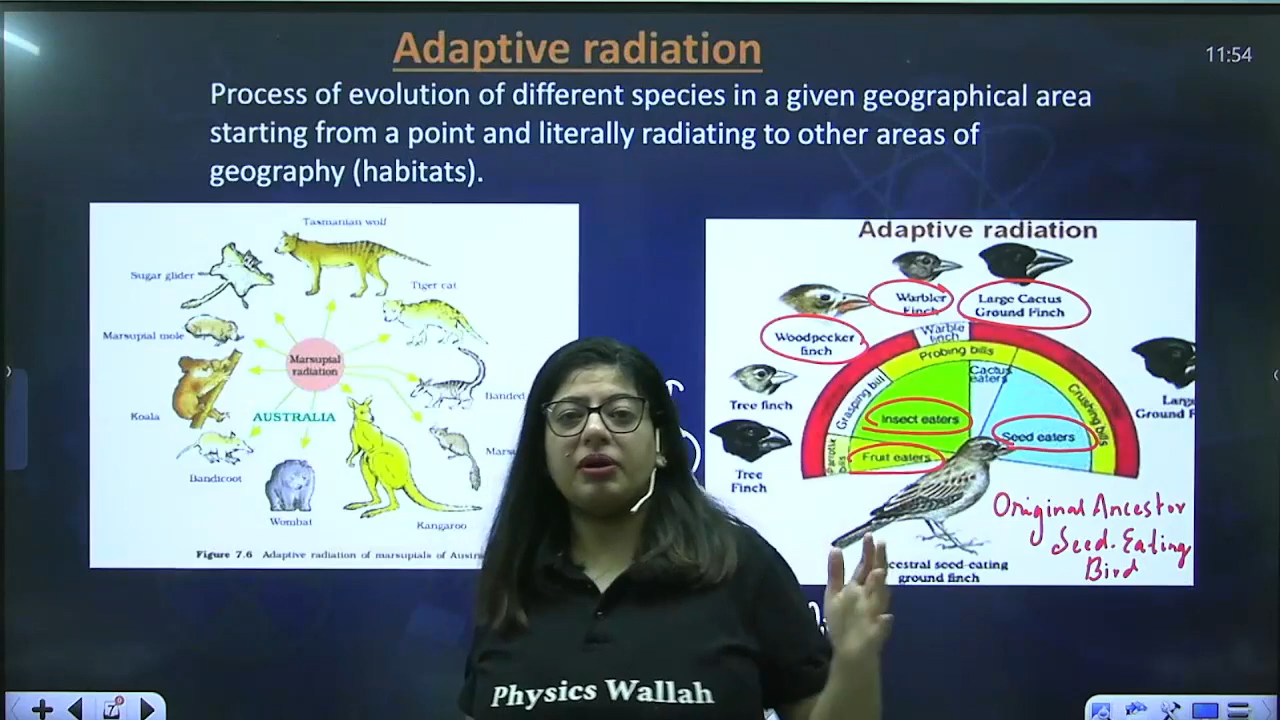 Adaptive radiation
11:54
Process of evolution of different species in a given geographical area
starting from a point and literally radiating to other areas of
geography (habitats).
Tasmanian wolf
Sugar glider
Tiger cat
Marsupial mole
Marsupial
radiation
AUSTRALIA
Koala
Banded
Bandicoot
Wombat
Kangaroo
Figure 7.6 Adaptive radiation of marsupials of
Adaptive radiation
Warbler
Finch
Large Cactus
Ground Finch
Woodpecker
finch
Tree finch
Tree
Finch
Ground
Warble
finch
Probing bills
Cactus
eaters
Grasping bill
Crushing bills
Insect eaters
Seed eaters
Fruit eaters
bills
Original Ancestor
Seed-Eating
Bird
seed-eating
ground finch
Physics Wallah
7